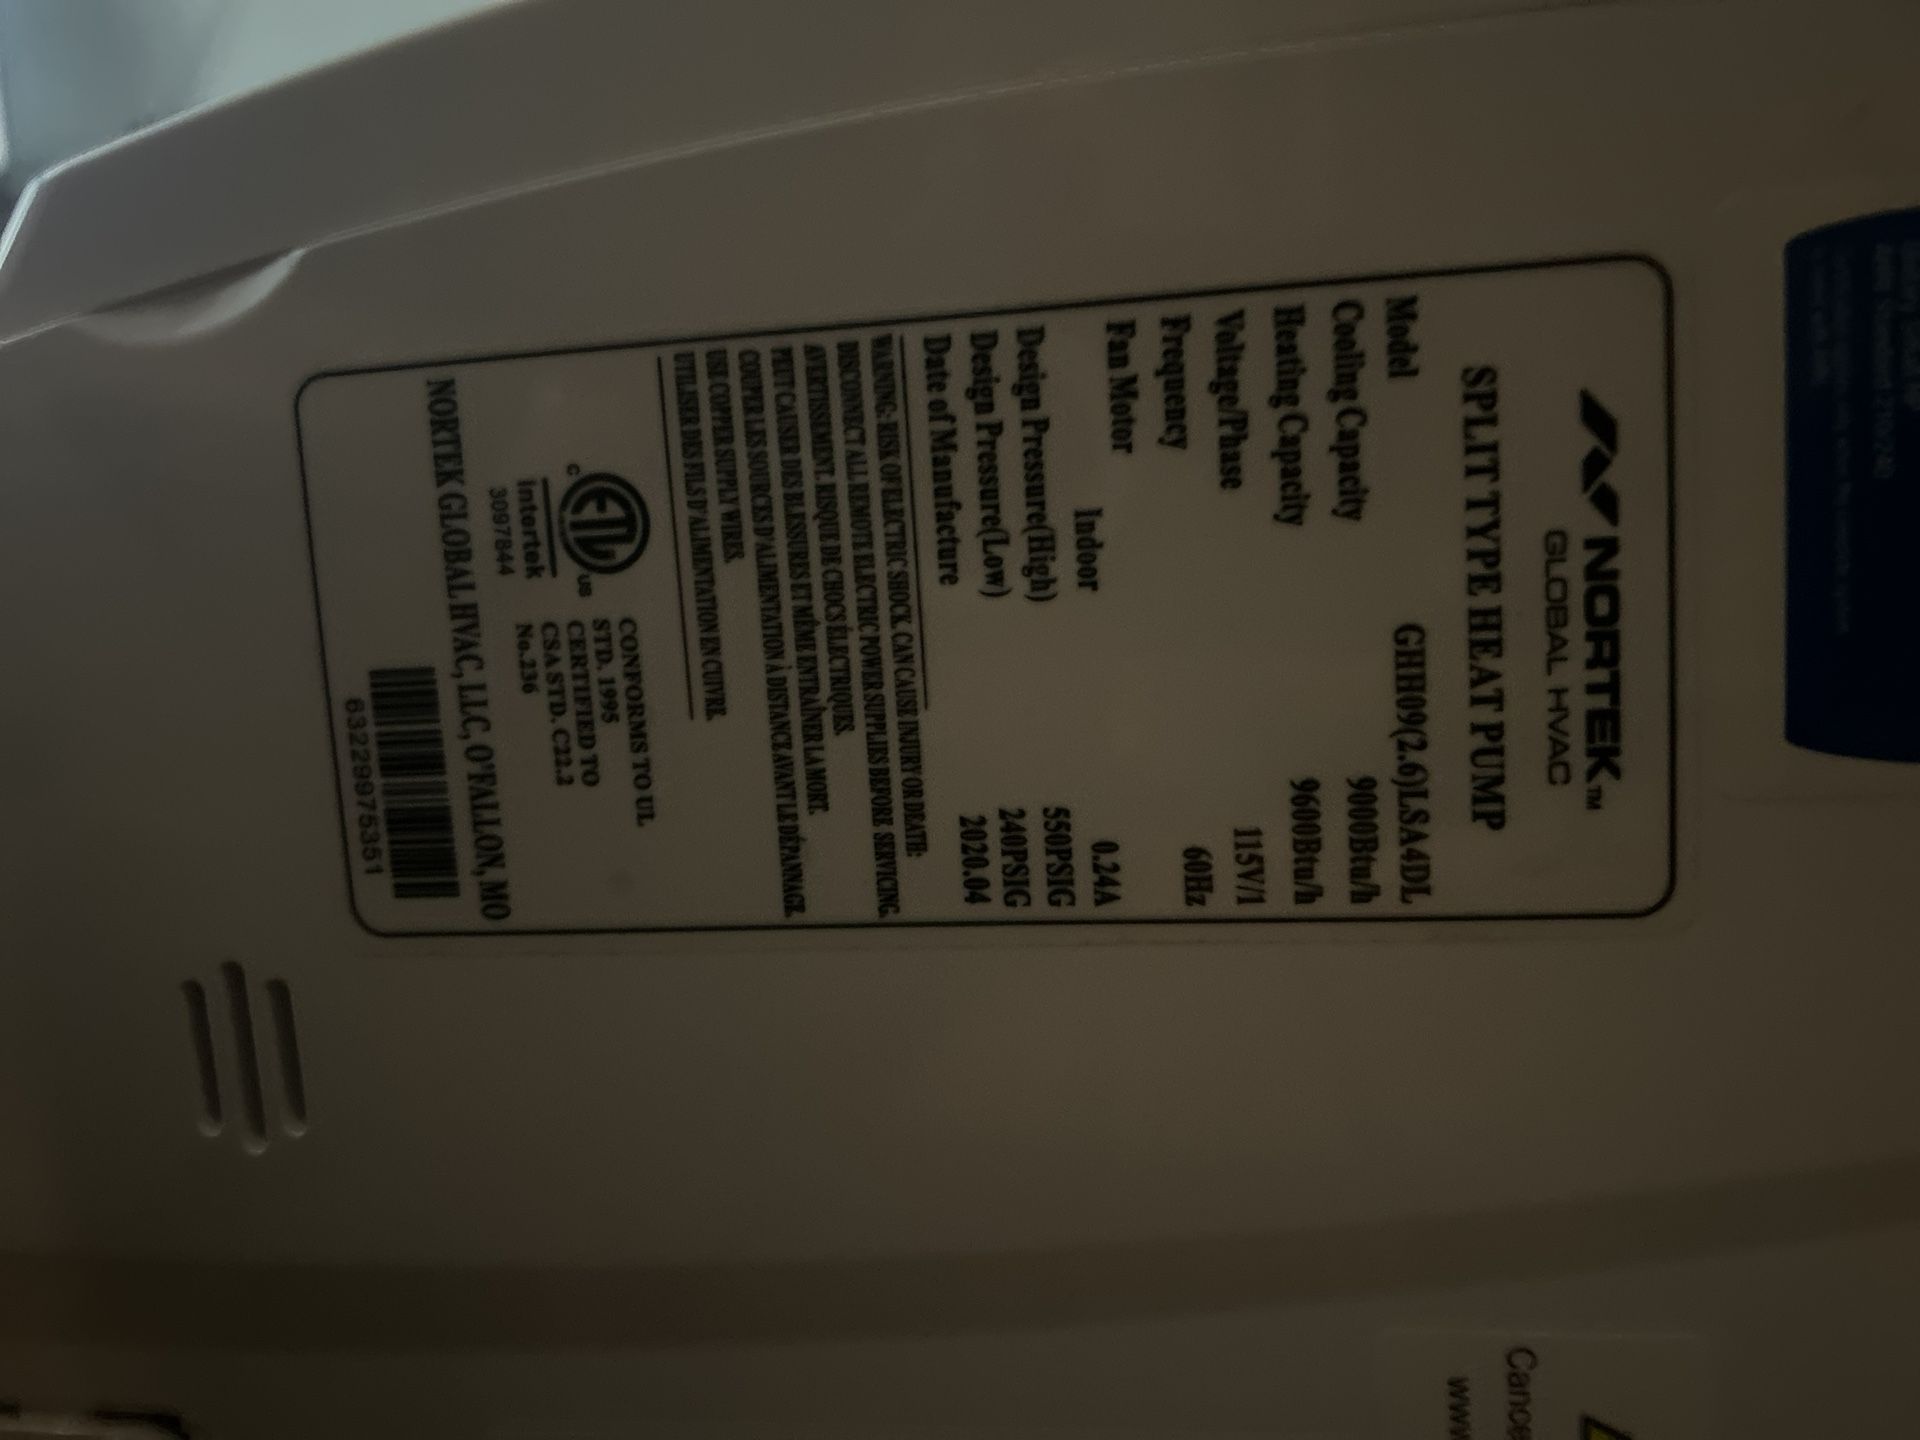 NORTEK™
GLOBAL HVAC
SPLIT TYPE HEAT PUMP
Model GHH09(2.6)LSA4DL
Cooling Capacity 9000Btu/h
Heating Capacity 9600Btu/h
Voltage/Phase 115V/1
Frequency 60Hz
Fan Motor
Indoor 0.24A
Design Pressure(High) 550PSIG
Design Pressure(Low) 240PSIG
Date of Manufacture 2020.04
WARNING: RISK OF ELECTRIC SHOCK. CAN CAUSE INJURY OR DEATH:
DISCONNECT ALL REMOTE ELECTRIC POWER SUPPLIES BEFORE SERVICING.
AVERTISSEMENT. RISQUE DE CHOCS ÉLECTRIQUES.
PEUT CAUSER DES BLESSURES ET MÊME ENTRAÎNER LA MORT.
COUPER LES SOURCES D'ALIMENTATION À DISTANCE AVANT LE DÉPANNAGE.
USE COPPER SUPPLY WIRES.
UTILISER DES FILS D'ALIMENTATION EN CUIVRE.
ETL
c us
Intertek
3097844
CONFORMS TO UL
STD. 1995
CERTIFIED TO
CSA STD. C22.2
No.236
NORTEK GLOBAL HVAC, LLC, O'FALLON, MO
63229975351
Cance
www